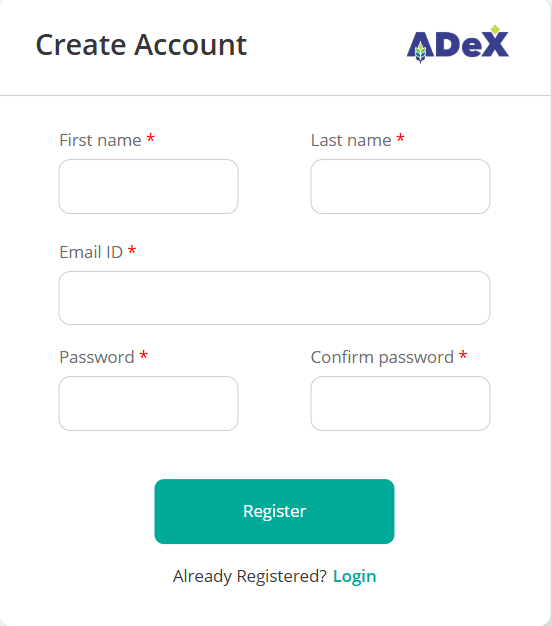 Create Account
ADeX
First name *
Last name *
Email ID *
Password *
Confirm password *
Register
Already Registered? Login